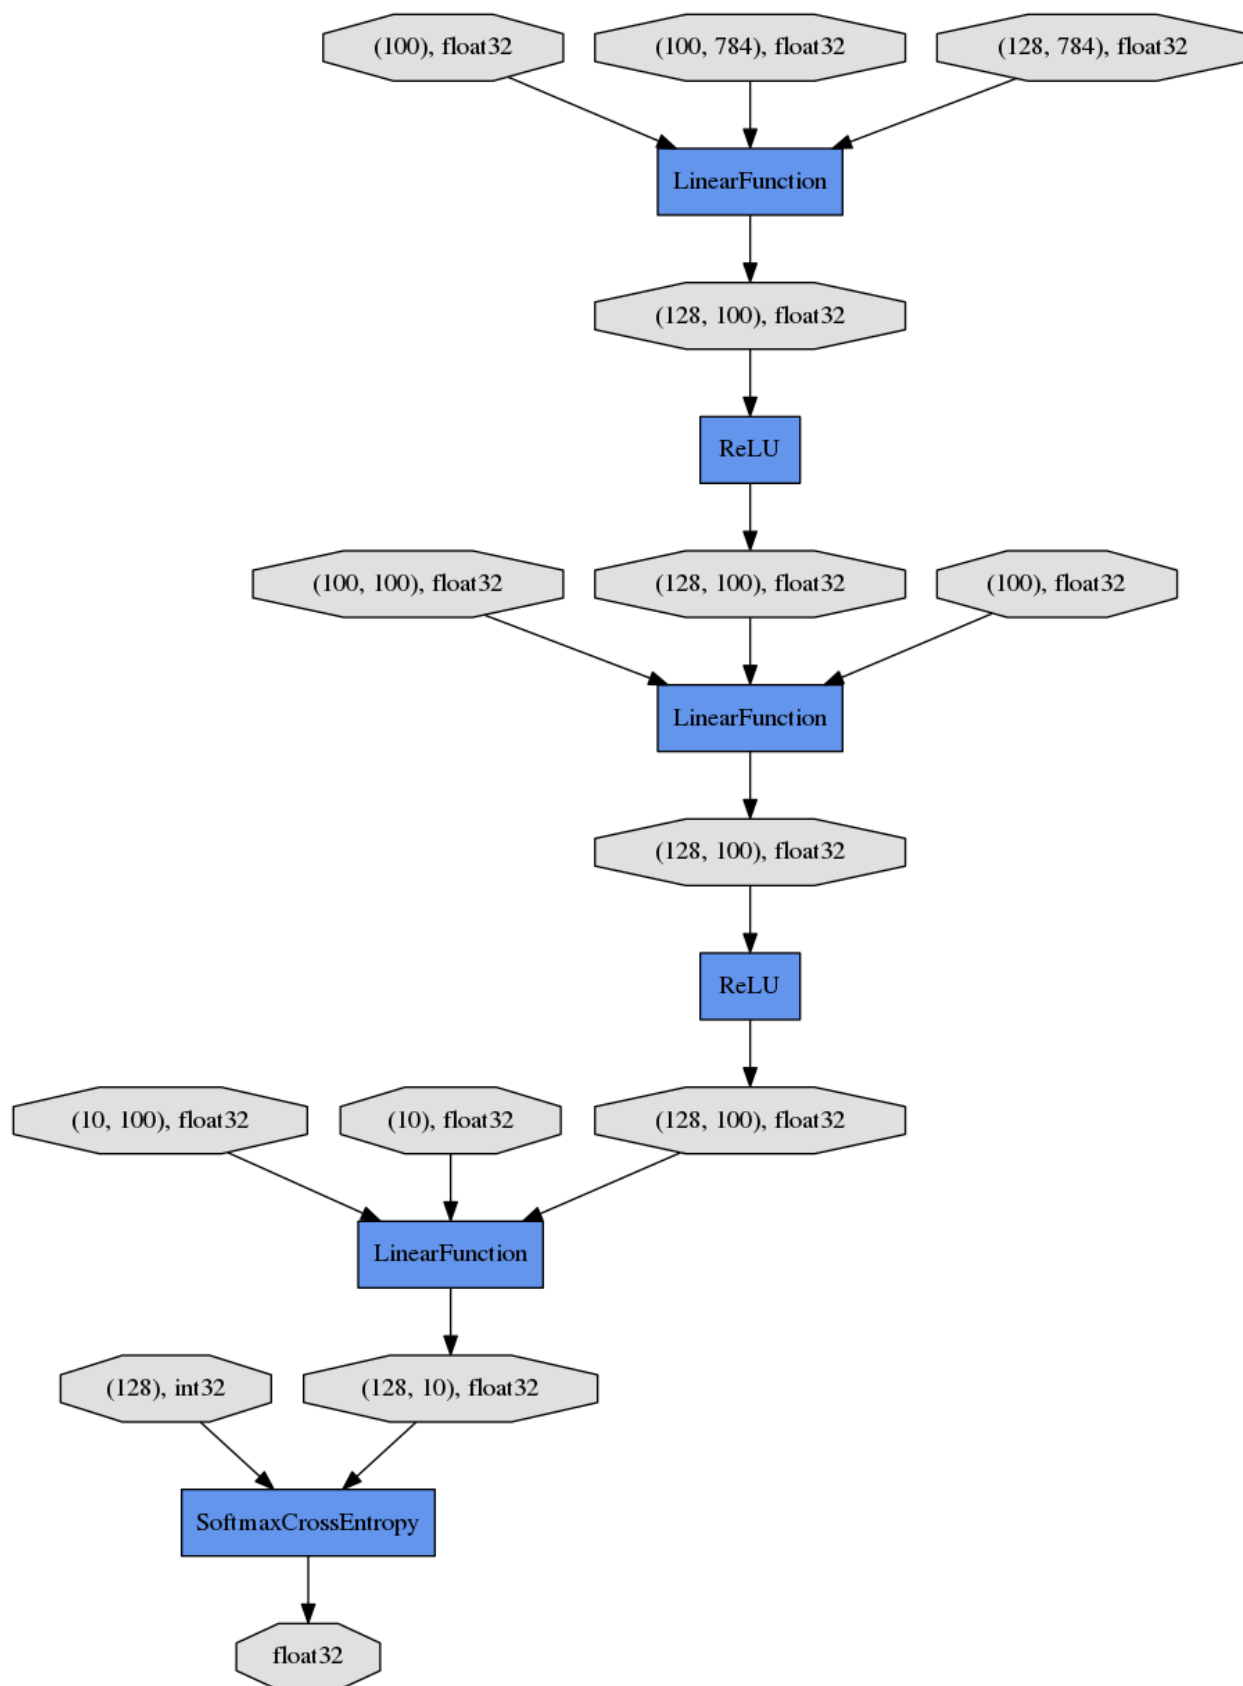 (100), float32
(100, 784), float32
(128, 784), float32
LinearFunction
(128, 100), float32
ReLU
(100, 100), float32
(128, 100), float32
(100), float32
LinearFunction
(128, 100), float32
ReLU
(10, 100), float32
(10), float32
(128, 100), float32
LinearFunction
(128), int32
(128, 10), float32
SoftmaxCrossEntropy
float32